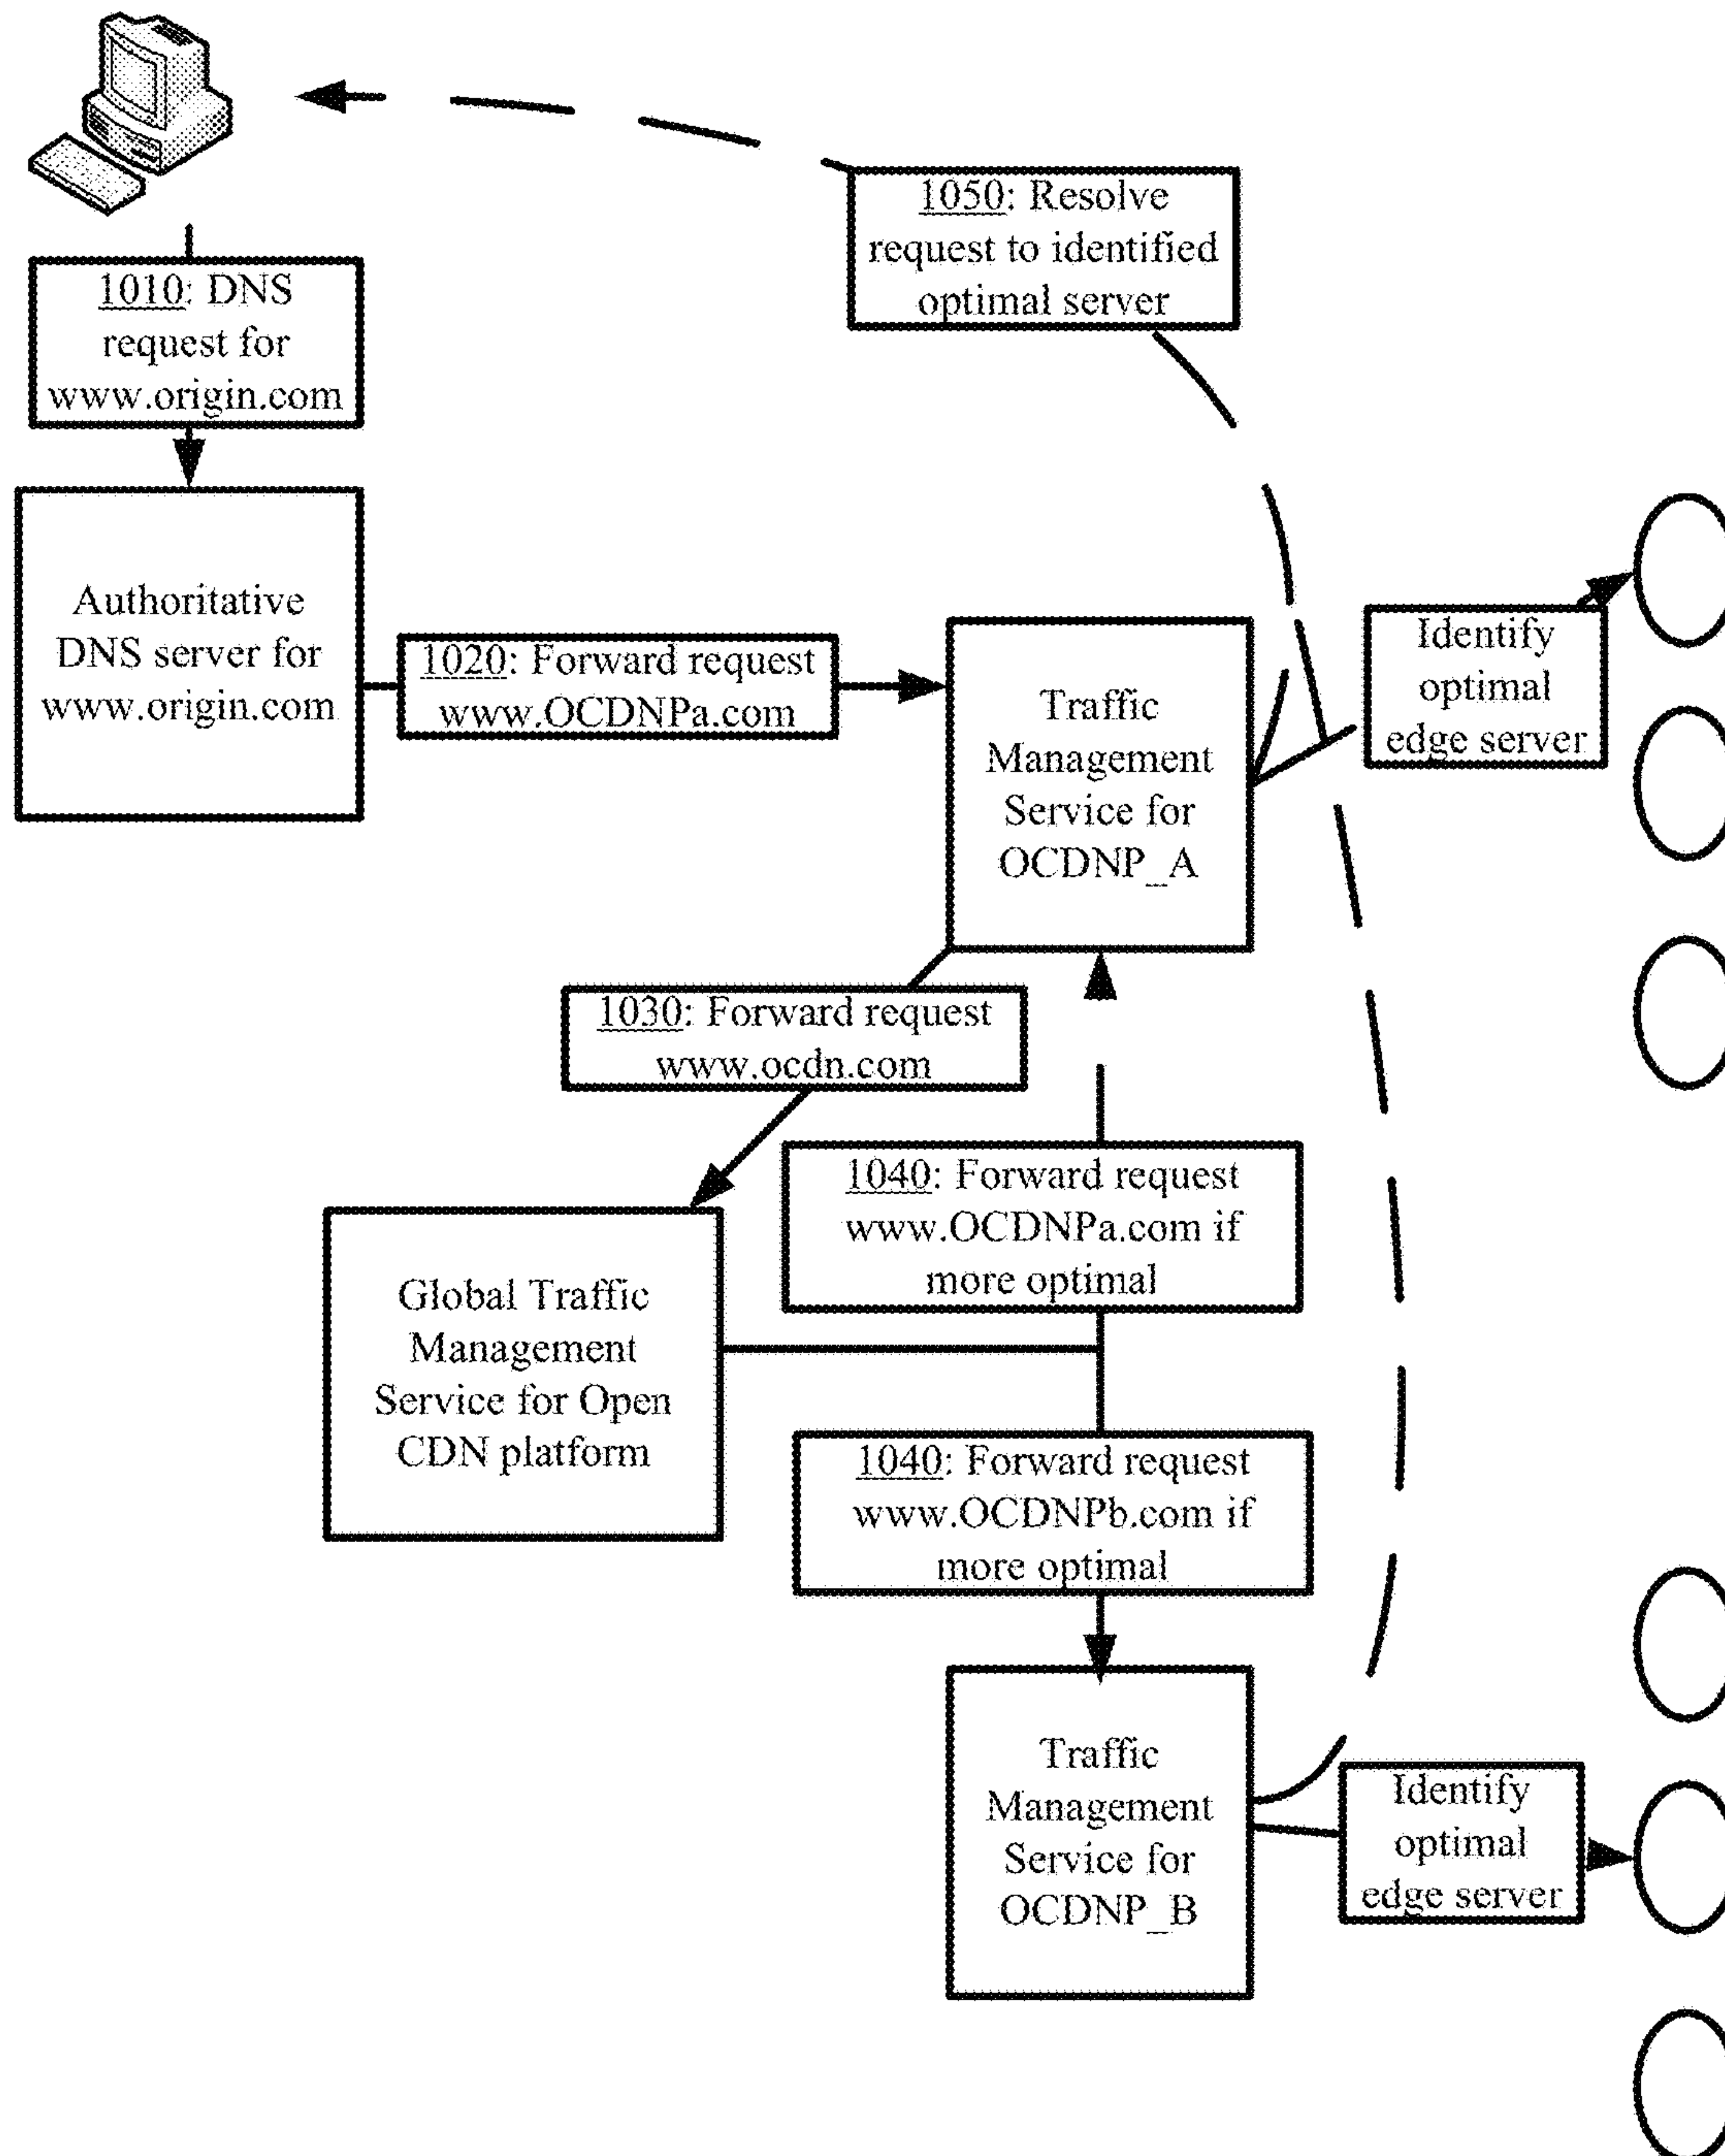 1050: Resolve
request to identified
optimal server
1010: DNS
request for
www.origin.com
Authoritative
DNS server for
www.origin.com
1020: Forward request
www.OCDNPa.com
Traffic
Management
Service for
OCDNP_A
Identify
optimal
edge server
1030: Forward request
www.ocdn.com
1040: Forward request
www.OCDNPa.com if
more optimal
Global Traffic
Management
Service for Open
CDN platform
1040: Forward request
www.OCDNPb.com if
more optimal
Traffic
Management
Service for
OCDNP_B
Identify
optimal
edge server